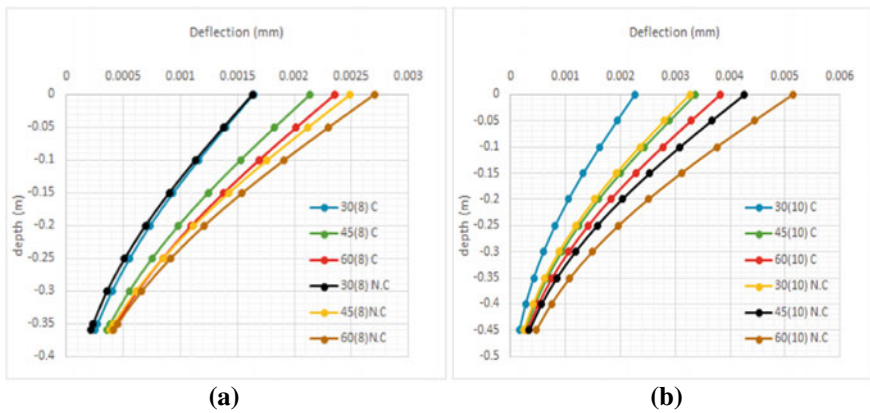 Deflection (mm)
0 0.0005 0.001 0.0015 0.002 0.0025 0.003
0
-0.05
-0.1
-0.15
-0.2
-0.25
-0.3
-0.35
-0.4
depth (m)
30(8) C
45(8) C
60(8) C
30(8) N.C
45(8) N.C
60(8) N.C
(a)
Deflection (mm)
0 0.001 0.002 0.003 0.004 0.005 0.006
0
-0.05
-0.1
-0.15
-0.2
-0.25
-0.3
-0.35
-0.4
-0.45
-0.5
depth (m)
30(10) C
45(10) C
60(10) C
30(10) N.C
45(10) N.C
60(10) N.C
(b)